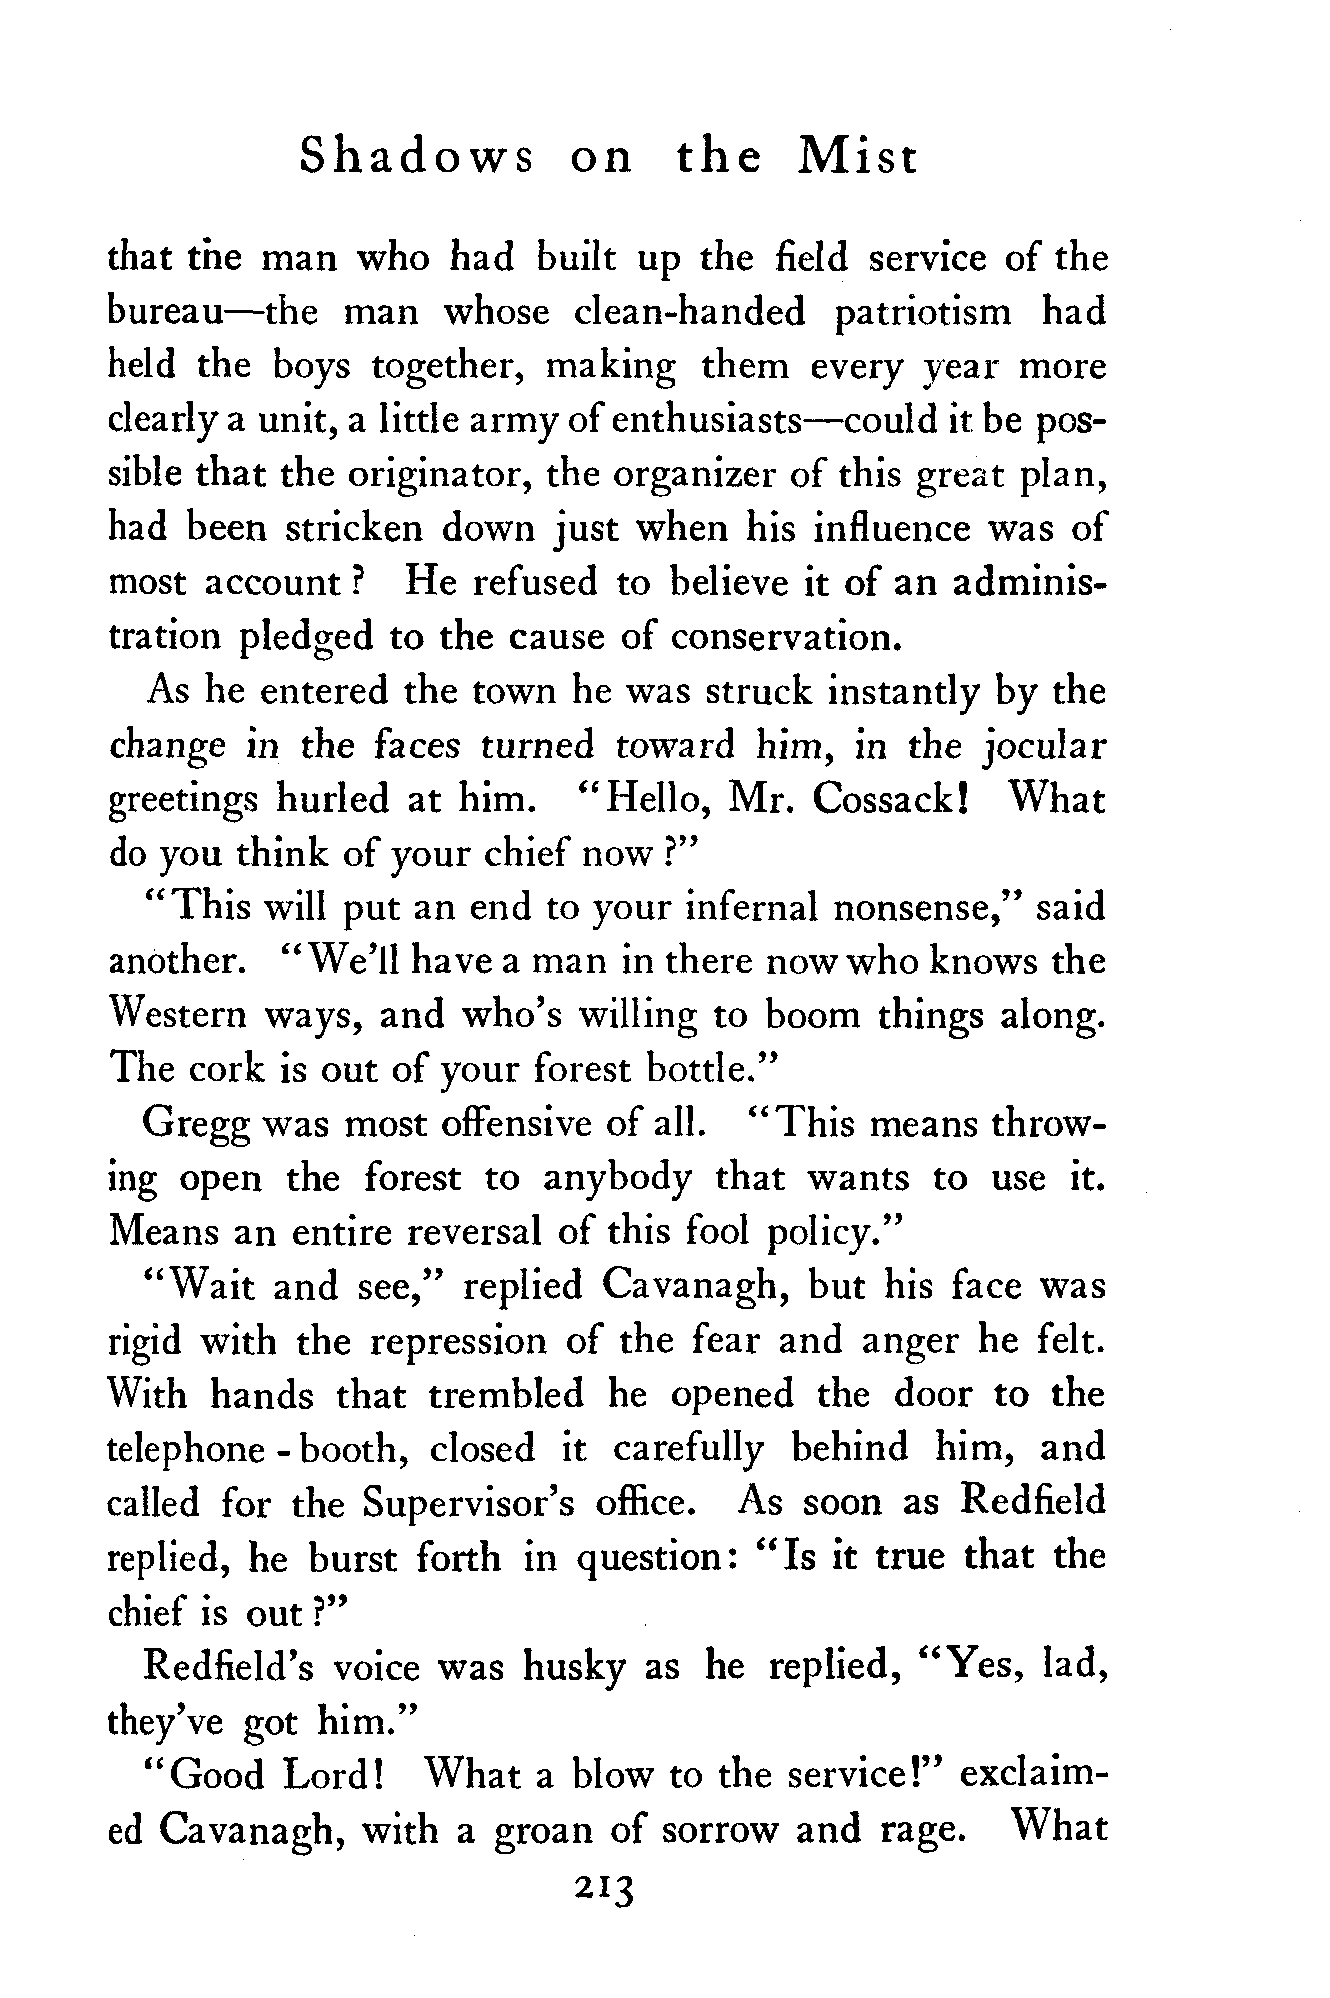 Shadows on the Mist
that the man who had built up the field service of the
bureau—the man whose clean-handed patriotism had
held the boys together, making them every year more
clearly a unit, a little army of enthusiasts—could it be pos-
sible that the originator, the organizer of this great plan,
had been stricken down just when his influence was of
most account? He refused to believe it of an adminis-
tration pledged to the cause of conservation.
As he entered the town he was struck instantly by the
change in the faces turned toward him, in the jocular
greetings hurled at him. “Hello, Mr. Cossack! What
do you think of your chief now?”
“This will put an end to your infernal nonsense,” said
another. “We’ll have a man in there now who knows the
Western ways, and who’s willing to boom things along.
The cork is out of your forest bottle.”
Gregg was most offensive of all. “This means throw-
ing open the forest to anybody that wants to use it.
Means an entire reversal of this fool policy.”
“Wait and see,” replied Cavanagh, but his face was
rigid with the repression of the fear and anger he felt.
With hands that trembled he opened the door to the
telephone-booth, closed it carefully behind him, and
called for the Supervisor’s office. As soon as Redfield
replied, he burst forth in question: “Is it true that the
chief is out?”
Redfield’s voice was husky as he replied, “Yes, lad,
they’ve got him.”
“Good Lord! What a blow to the service!” exclaim-
ed Cavanagh, with a groan of sorrow and rage. What
213